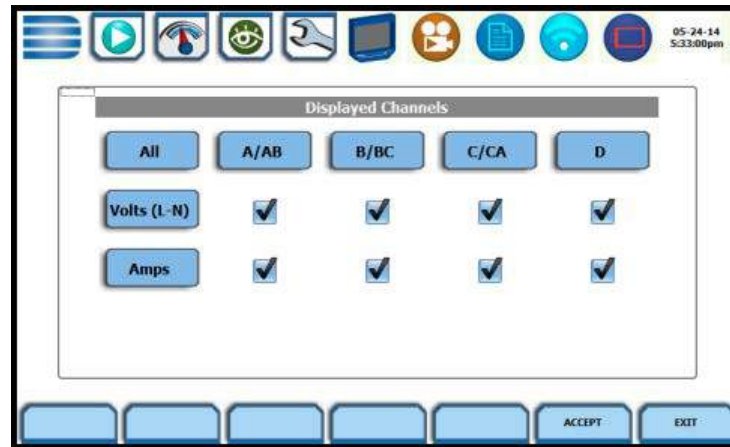 05-24-14
5:33:00pm
Displayed Channels
All A/AB B/BC C/CA D
Volts (L-N)
Amps
ACCEPT EXIT